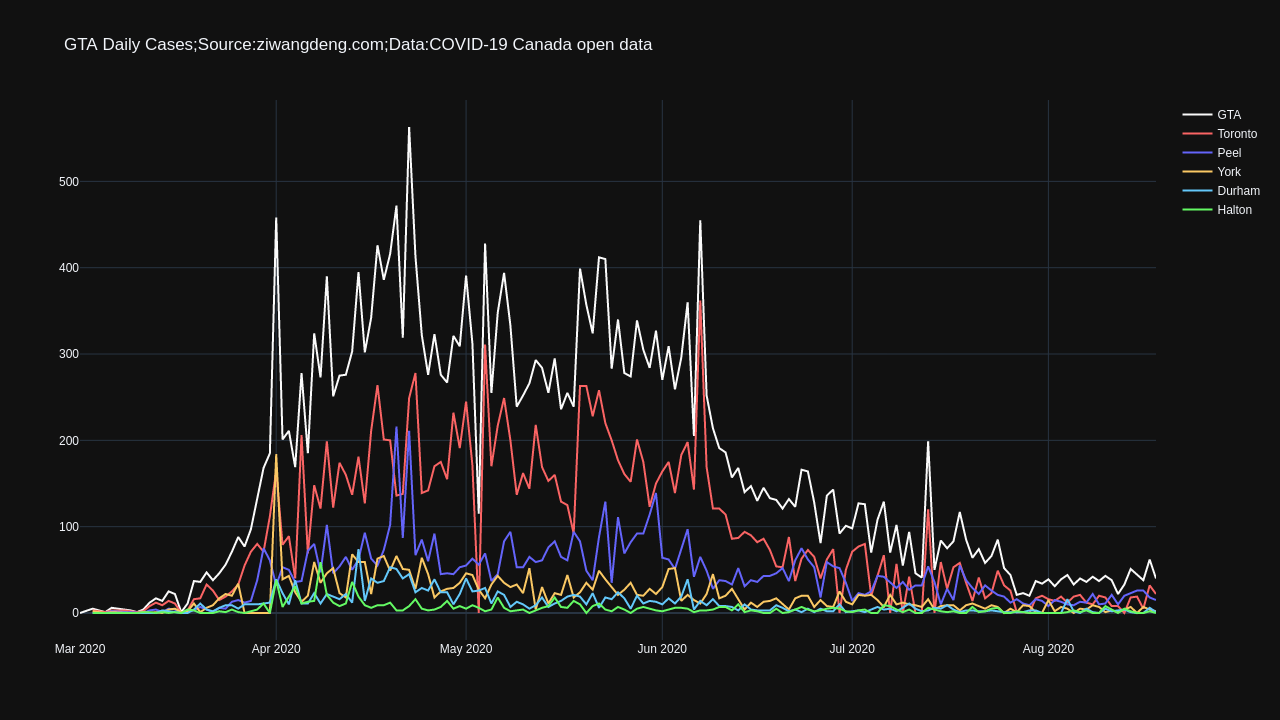 GTA Daily Cases;Source:ziwangdeng.com;Data:COVID-19 Canada open data
GTA
Toronto
Peel
York
Durham
Halton
500
400
300
200
100
0
Mar 2020 Apr 2020 May 2020 Jun 2020 Jul 2020 Aug 2020